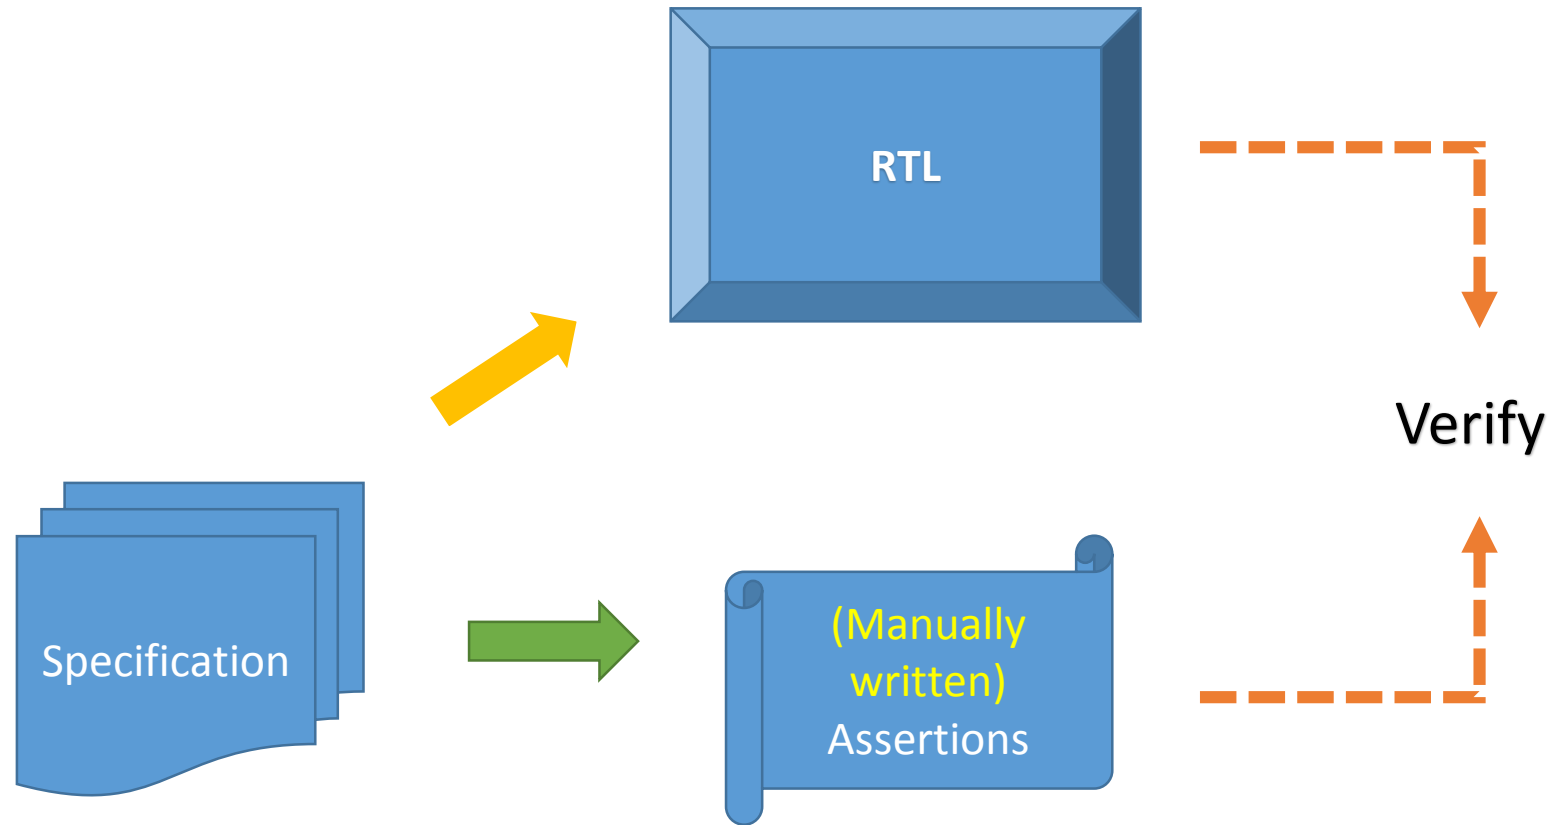 RTL
Verify
Specification
(Manually
written)
Assertions